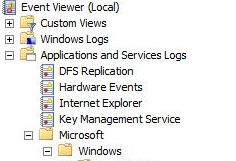 Event Viewer (Local)
Custom Views
Windows Logs
Applications and Services Logs
DFS Replication
Hardware Events
Internet Explorer
Key Management Service
Microsoft
Windows